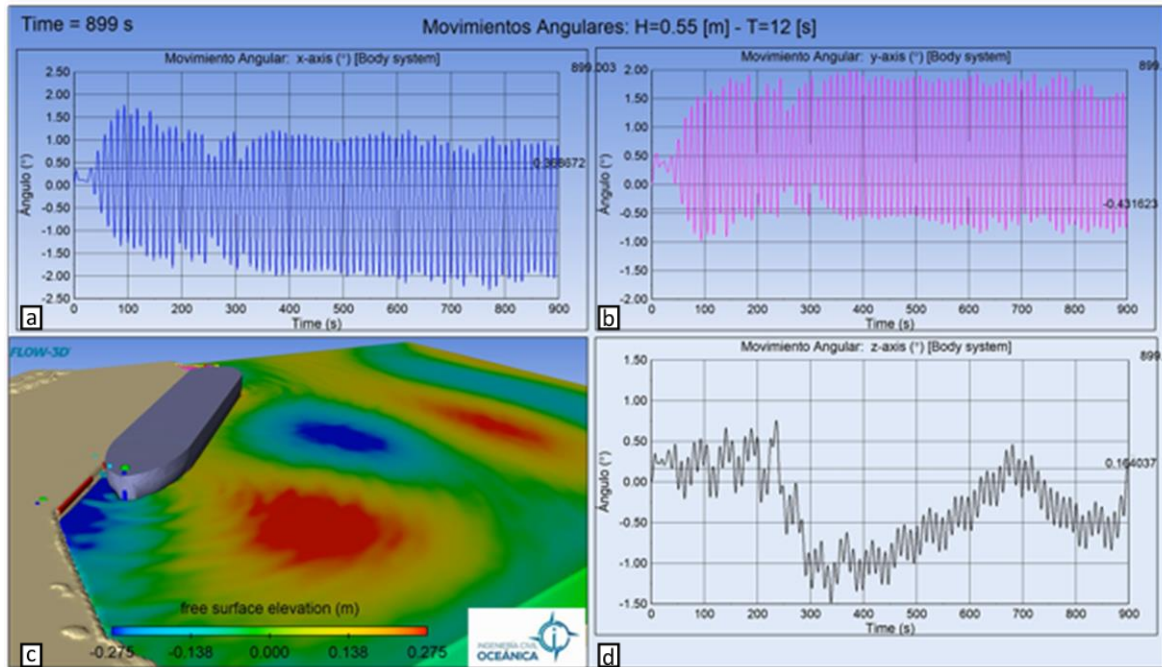 Time = 899 s
Movimientos Angulares: H=0.55 [m] - T=12 [s]
Movimiento Angular: x-axis (°) [Body system]
899.003
2.50
2.00
1.50
1.00
0.50
0.00
-0.50
-1.00
-1.50
-2.00
-2.50
Ángulo (°)
0.368672
0 100 200 300 400 500 600 700 800 900
Time (s)
a
Movimiento Angular: y-axis (°) [Body system]
899.
2.00
1.50
1.00
0.50
0.00
-0.50
-1.00
-1.50
-2.00
Ángulo (°)
-0.431623
0 100 200 300 400 500 600 700 800 900
Time (s)
b
FLOW-3D
free surface elevation (m)
-0.275 -0.138 0.000 0.138 0.275
INGENIERÍA CIVIL
OCEÁNICA
c
Movimiento Angular: z-axis (°) [Body system]
899.
1.50
1.00
0.50
0.00
-0.50
-1.00
-1.50
Ángulo (°)
0.164037
0 100 200 300 400 500 600 700 800 900
Time (s)
d